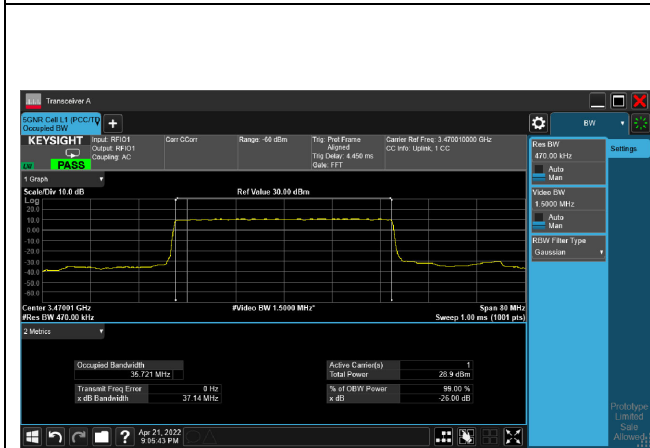 Transceiver A
5GNR Cell L1 (PCC/TD
Occupied BW
+
BW
KEYSIGHT
PASS
Input: RFIO1
Output: RFIO1
Coupling: AC
Corr CCorr
Range: -60 dBm
Trig: Prot Frame
Aligned
Trig Delay: 4.450 ms
Gate: FFT
Carrier Ref Freq: 3.470010000 GHz
CC Info: Uplink, 1 CC
Res BW
470.00 kHz
Auto
Man
Video BW
1.5000 MHz
Auto
Man
RBW Filter Type
Gaussian
Settings
1 Graph
Scale/Div 10.0 dB
Ref Value 30.00 dBm
Log
20.0
10.0
0.00
-10.0
-20.0
-30.0
-40.0
-50.0
-60.0
Center 3.47001 GHz
#Video BW 1.5000 MHz*
Span 80 MHz
#Res BW 470.00 kHz
Sweep 1.00 ms (1001 pts)
2 Metrics
Occupied Bandwidth
35.721 MHz
Active Carrier(s) 1
Total Power 28.9 dBm
Transmit Freq Error 0 Hz
x dB Bandwidth 37.14 MHz
% of OBW Power 99.00 %
x dB -26.00 dB
Apr 21, 2022
9:05:43 PM
Prototype
Limited
Sale
Allowed